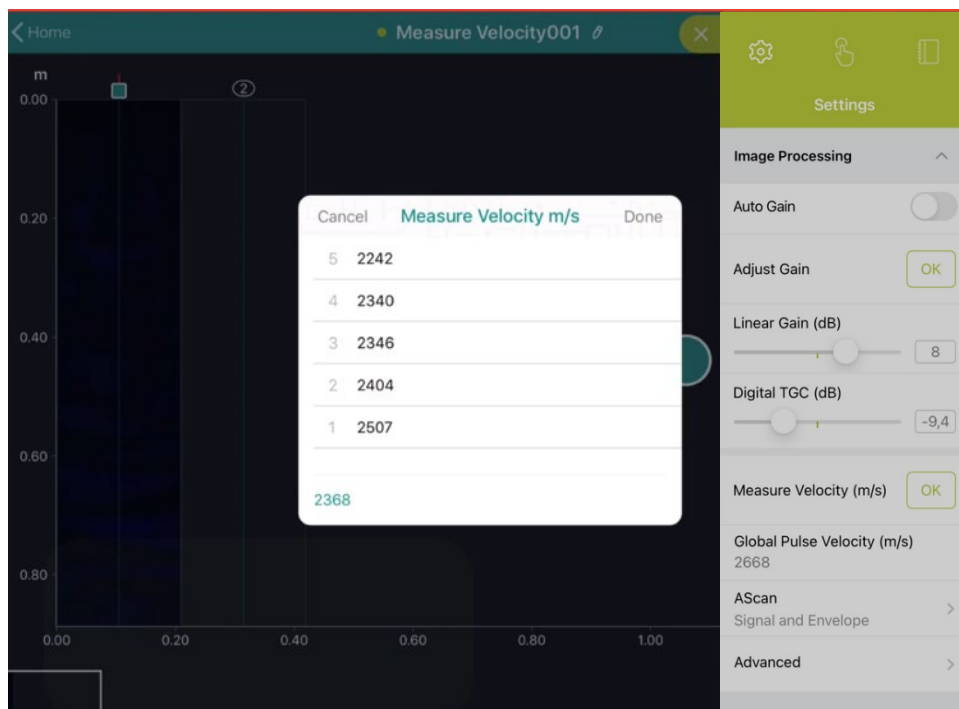 Home
Measure Velocity001
m
2
0.00
0.20
0.40
0.60
0.80
0.00 0.20 0.40 0.60 0.80 1.00
Cancel Measure Velocity m/s Done
5 2242
4 2340
3 2346
2 2404
1 2507
2368
Settings
Image Processing
Auto Gain
Adjust Gain OK
Linear Gain (dB)
8
Digital TGC (dB)
-9,4
Measure Velocity (m/s) OK
Global Pulse Velocity (m/s)
2668
AScan
Signal and Envelope
Advanced